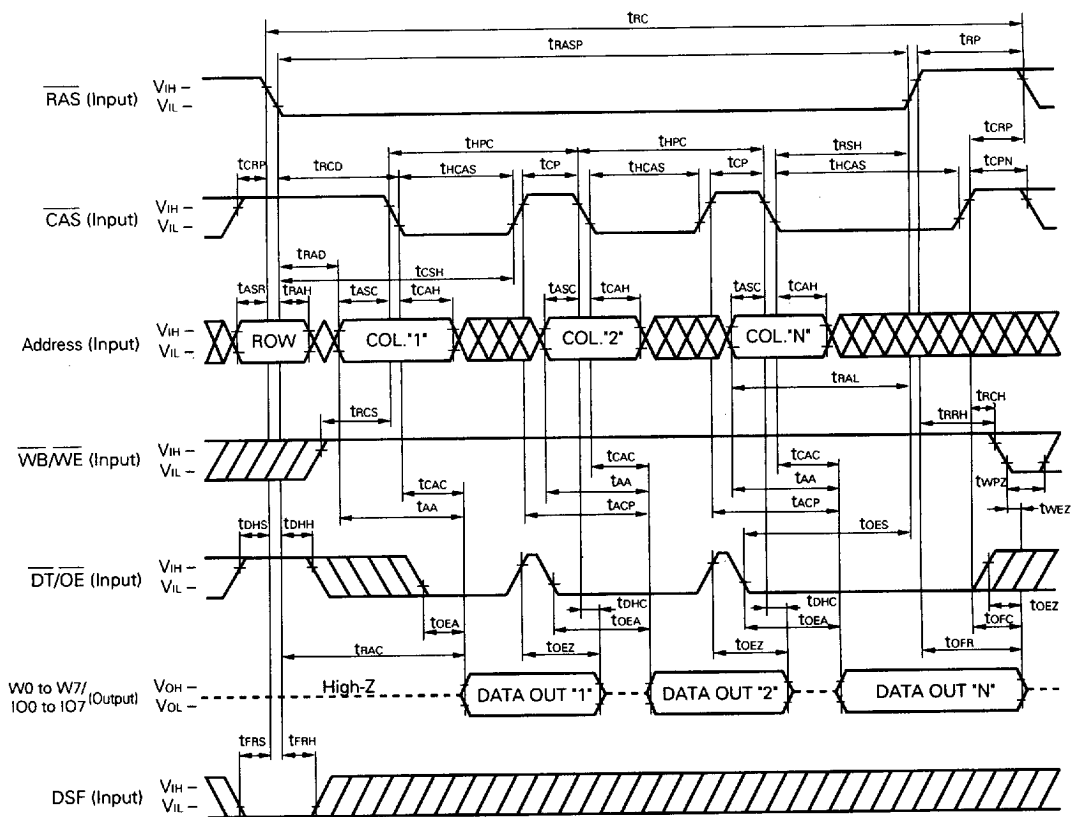 tRC
tRASP tRP
RAS (Input) VIH – VIL –
tHPC tHPC tRSH tCRP
tCRP tRCD tHCAS tCP tHCAS tCP tHCAS tCPN
CAS (Input) VIH – VIL –
tRAD tCSH
tASR tRAH tASC tCAH tASC tCAH tASC tCAH
Address (Input) VIH – VIL – ROW COL."1" COL."2" COL."N"
tRAL
tRCS tRCH
tRRH
WB/WE (Input) VIH – VIL –
tCAC tCAC tCAC
tAA tAA tAA tWPZ
tACP tACP tWEZ
tDHS tDHH tOES
DT/OE (Input) VIH – VIL –
tOEA tDHC tOEA tDHC tOEA tOEZ
tOFC
tRAC tOEZ tOEZ tOFR
W0 to W7/ IO0 to IO7 (Output) VOH – VOL – High-Z DATA OUT "1" DATA OUT "2" DATA OUT "N"
tFRS tFRH
DSF (Input) VIH – VIL –